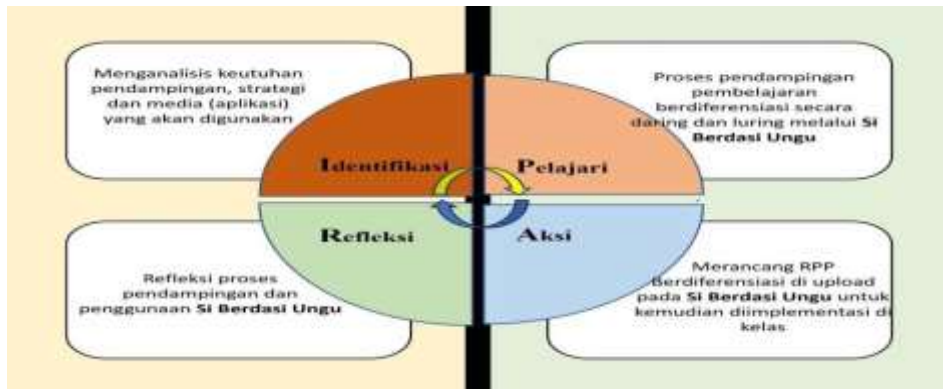 Menganalisis keutuhan
pendampingan, strategi
dan media (aplikasi)
yang akan digunakan
Identifikasi
Proses pendampingan
pembelajaran
berdiferensiasi secara
daring dan luring melalui Si
Berdasi Ungu
Pelajari
Refleksi
Refleksi proses
pendampingan dan
penggunaan Si Berdasi Ungu
Aksi
Merancang RPP
Berdiferensiasi di upload
pada Si Berdasi Ungu untuk
kemudian diimplementasi di
kelas